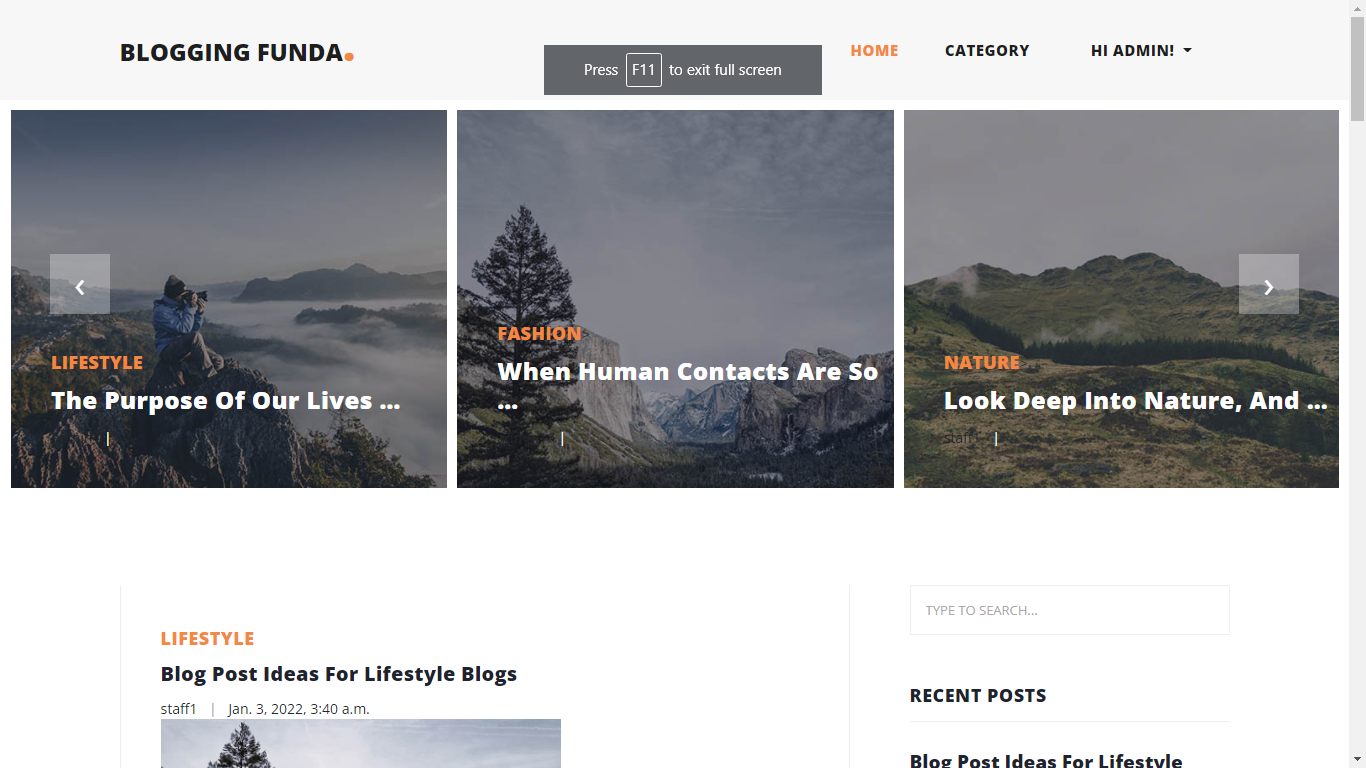 BLOGGING FUNDA.
Press F11 to exit full screen
HOME
CATEGORY
HI ADMIN!
LIFESTYLE
The Purpose Of Our Lives ...
|
FASHION
When Human Contacts Are So
...
|
NATURE
Look Deep Into Nature, And ...
staff1 |
LIFESTYLE
Blog Post Ideas For Lifestyle Blogs
staff1 | Jan. 3, 2022, 3:40 a.m.
TYPE TO SEARCH...
RECENT POSTS
Blog Post Ideas For Lifestyle